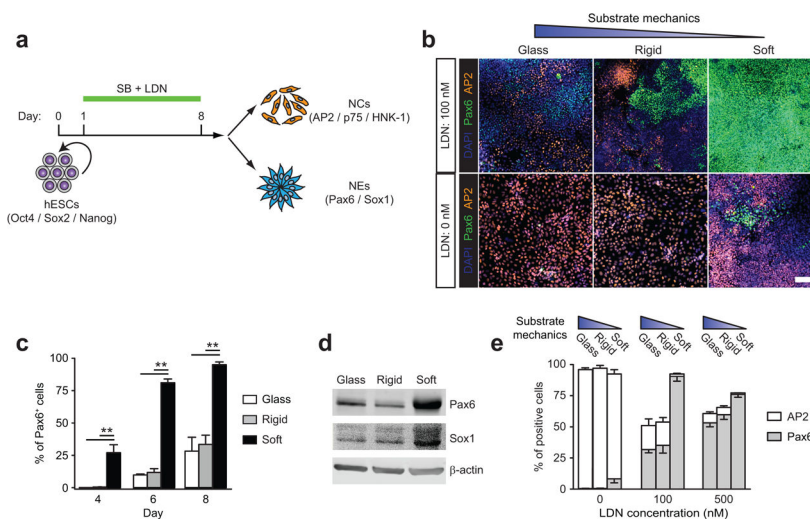 a
SB + LDN
Day: 0 1 8
hESCs
(Oct4 / Sox2 / Nanog)
NCs
(AP2 / p75 / HNK-1)
NEs
(Pax6 / Sox1)
b
Substrate mechanics
Glass Rigid Soft
LDN: 100 nM
DAPI Pax6 AP2
LDN: 0 nM
DAPI Pax6 AP2
c
% of Pax6+ cells
100
75
50
25
0
** ** **
Glass
Rigid
Soft
4 6 8
Day
d
Glass Rigid Soft
Pax6
Sox1
β-actin
e
Substrate
mechanics
Glass Rigid Soft Glass Rigid Soft Glass Rigid Soft
% of positive cells
100
75
50
25
0
AP2
Pax6
0 100 500
LDN concentration (nM)